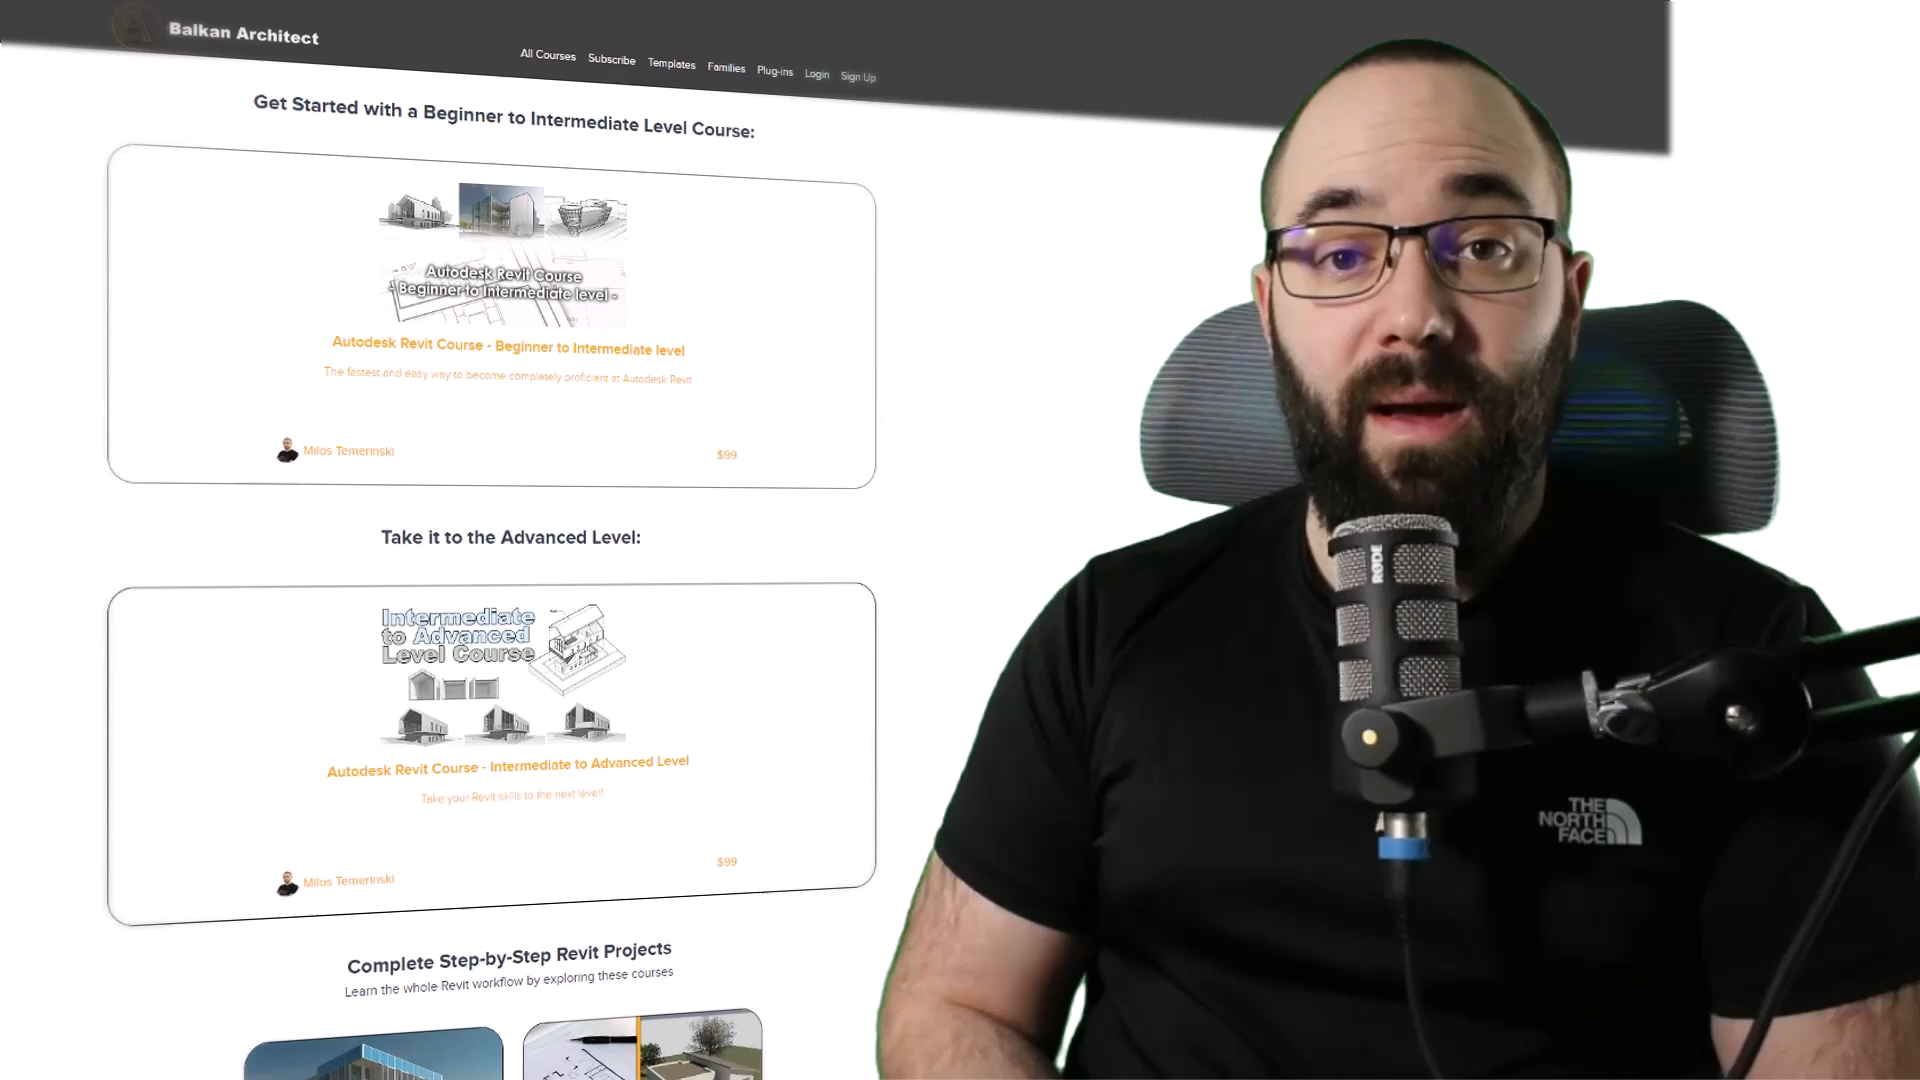 Balkan Architect
All Courses Subscribe Templates Families Plug-ins Login Sign Up
Get Started with a Beginner to Intermediate Level Course:
Autodesk Revit Course
- Beginner to Intermediate level -
Autodesk Revit Course - Beginner to Intermediate level
The fastest and easy way to become completely proficient at Autodesk Revit
Milos Temerinski
$99
Take it to the Advanced Level:
Intermediate
to Advanced
Level Course
Autodesk Revit Course - Intermediate to Advanced Level
Take your Revit skills to the next level!
Milos Temerinski
$99
Complete Step-by-Step Revit Projects
Learn the whole Revit workflow by exploring these courses
RØDE
THE
NORTH
FACE